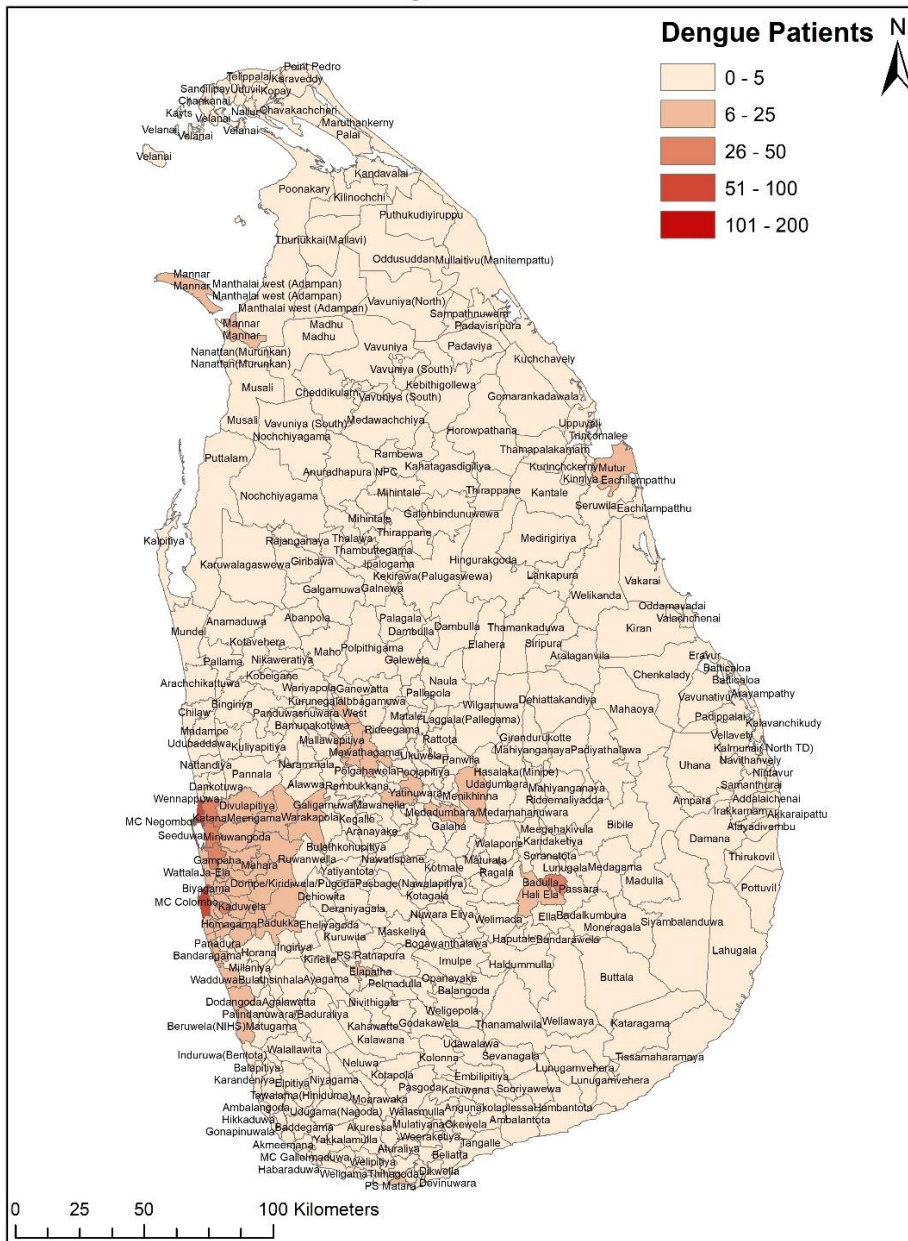 Dengue Patients
N
0 - 5
6 - 25
26 - 50
51 - 100
101 - 200
Point Pedro
Telippalai
Karaveddy
Sandilipay
Uduvil
Kopay
Chankanai
Kayts
Nallur
Chavakachcheri
Velanai
Velanai
Velanai
Velanai
Velanai
Maruthankerny
Palai
Kandavalai
Poonakary
Kilinochchi
Puthukudiyiruppu
Thunukkai(Mallavi)
Oddusuddan
Mullaitivu(Manitempattu)
Mannar
Mannar
Manthalai west (Adampan)
Manthalai west (Adampan)
Manthalai west (Adampan)
Vavuniya(North)
Sampathnuwara
Padavisripura
Mannar
Mannar
Madhu
Madhu
Nanattan(Murunkan)
Nanattan(Murunkan)
Vavuniya
Padaviya
Kuchchavely
Vavuniya (South)
Kebithigollewa
Musali
Cheddikulam
Vavuniya (South)
Gomarankadawala
Musali
Vavuniya (South)
Medawachchiya
Nochchiyagama
Horowpathana
Uppuveli
Trincomalee
Puttalam
Rambewa
Thamapalakamam
Anuradhapura NPC
Kahatagasdigiliya
Kurinchckerny
Mutur
Kinniya
Eachilampatthu
Nochchiyagama
Mihintale
Thirappane
Kantale
Galenbindunuwewa
Seruwila
Eachilampatthu
Mihintale
Thirappane
Kalpitiya
Rajanganaya
Thalawa
Thambuttegama
Medirigiriya
Karuwalagaswewa
Giribawa
Ipalogama
Hingurakgoda
Kekirawa(Palugaswewa)
Lankapura
Vakarai
Galgamuwa
Galnewa
Welikanda
Oddamavadai
Valachchenai
Anamaduwa
Abanpola
Palagala
Dambulla
Dambulla
Thamankaduwa
Kiran
Mundel
Kotavehera
Maho
Polpithigama
Elahera
Siripura
Pallama
Nikaweratiya
Galewela
Aralaganvila
Eravur
Kobeigane
Chenkalady
Batticaloa
Batticaloa
Arachchikattuwa
Wariyapola
Ganewatta
Naula
Pallepola
Dehiattakandiya
Vavunativu
Arayampathy
Bingiriya
Kurunegala
Ibbagamuwa
Wilgamuwa
Mahaoya
Chilaw
Panduwasnuwara West
Matale
Laggala (Pallegama)
Padippalai
Kalavanchikudy
Madampe
Bamunakotuwa
Rideegama
Girandurukotte
Vellavely
Udubaddawa
Kuliyapitiya
Mallawapitiya
Rattota
Mahiyanganaya
Padiyathalawa
Kalmunai(North TD)
Mawathagama
Ukuwela
Panwila
Navithanvely
Nattandiya
Narammala
Polgahawela
Poojapitiya
Hasalaka(Minipe)
Uhana
Nintavur
Pannala
Udadumbara
Samanthurai
Dankotuwa
Alawwa
Rambukkana
Yatinuwara
Menikhinna
Mahiyanganaya
Rideemaliyadda
Ampara
Addalaichenai
Wennappuwa
Divulapitiya
Galigamuwa
Mawanella
Medadumbara/Medamahanuwara
Irakkamam
Akkaraipattu
Katana
Meerigama
Warakapola
Kegalle
Galaha
Bibile
Alayadivembu
MC Negombo
Aranayake
Meegahakivula
Damana
Seeduwa
Minuwangoda
Bulathkohupitiya
Walapone
Kandaketiya
Gampaha
Mahara
Ruwanwella
Nawatispane
Maturata
Soranatota
Thirukovil
Wattala
Ja-Ela
Yatiyantota
Kotmale
Ragala
Lunugala
Medagama
Biyagama
Dompe/Kiridiwela/Pugoda
Pasbage(Nawalapitiya)
Badulla
Passara
Madulla
Pottuvil
MC Colombo
Kaduwela
Dehiowita
Kotagala
Hali Ela
Deraniyagala
Nuwara Eliya
Welimada
Ella
Badalkumbura
Siyambalanduwa
Homagama
Padukka
Eheliyagoda
Maskeliya
Moneragala
Kuruwita
Bogawanthalawa
Haputale
Bandarawela
Lahugala
Panadura
Horana
Ingiriya
Kiriella
PS Ratnapura
Bandaragama
Imulpe
Haldummulla
Millaniya
Elapatha
Buttala
Wadduwa
Bulathsinhala
Ayagama
Opanayake
Pelmadulla
Balangoda
Dodangoda
Agalawatta
Nivithigala
Weligepola
Palindanuwara/Baduraliya
Godakawela
Thanamalwila
Wellawaya
Kataragama
Beruwela(NIHS)
Matugama
Kahawatte
Kalawana
Udawalawa
Induruwa(Bentota)
Walallawita
Kolonna
Sevanagala
Tissamaharamaya
Balapitiya
Neluwa
Lunugamvehera
Karandeniya
Elpitiya
Niyagama
Kotapola
Embilipitiya
Lunugamvehera
Pasgoda
Katuwana
Sooriyawewa
Tawalama(Hiniduma)
Morawaka
Ambalangoda
Udugama(Nagoda)
Walasmulla
Angunakolaplessa
Hambantota
Hikkaduwa
Mulatiyana
Okewela
Ambalantota
Gonapinuwala
Baddegama
Akuressa
Weeraketiya
Akmeemana
Yakkalamulla
Tangalle
MC Galle
Imaduwa
Athuraliya
Beliatta
Habaraduwa
Welipitiya
Weligama
Thihagoda
Dikwella
PS Matara
Devinuwara
0 25 50 100 Kilometers